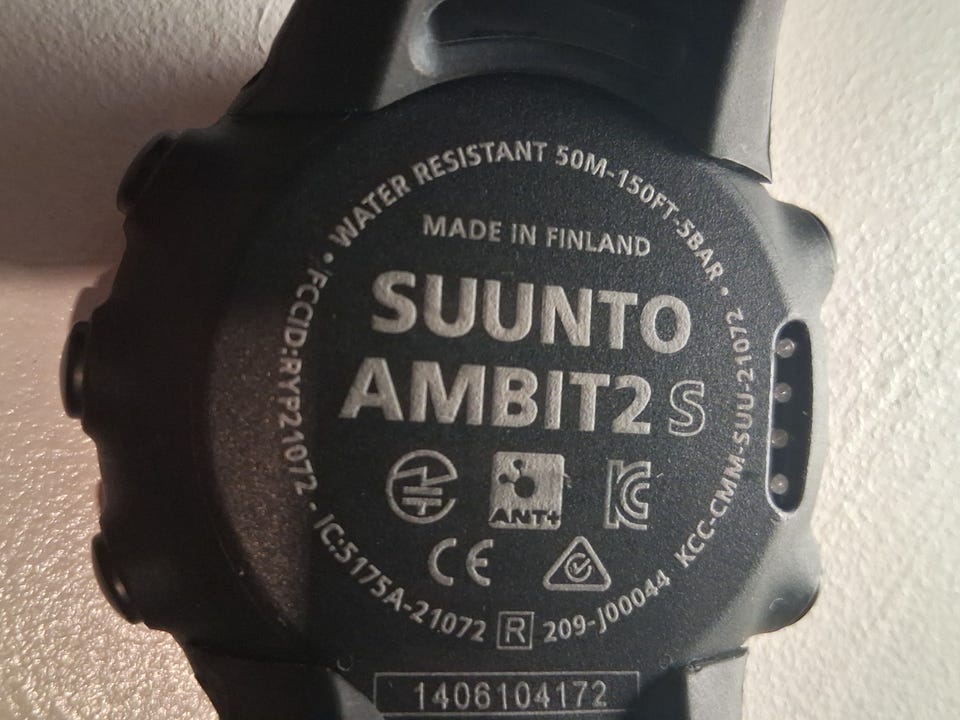 • WATER RESISTANT 50M-150FT-5BAR •
MADE IN FINLAND
SUUNTO
AMBIT2 S
ANT+
CE
FCCID:RYP21072 - IC:5175A-21072 R 209-J00044 KCC-CMM-SUU-21072
1406104172